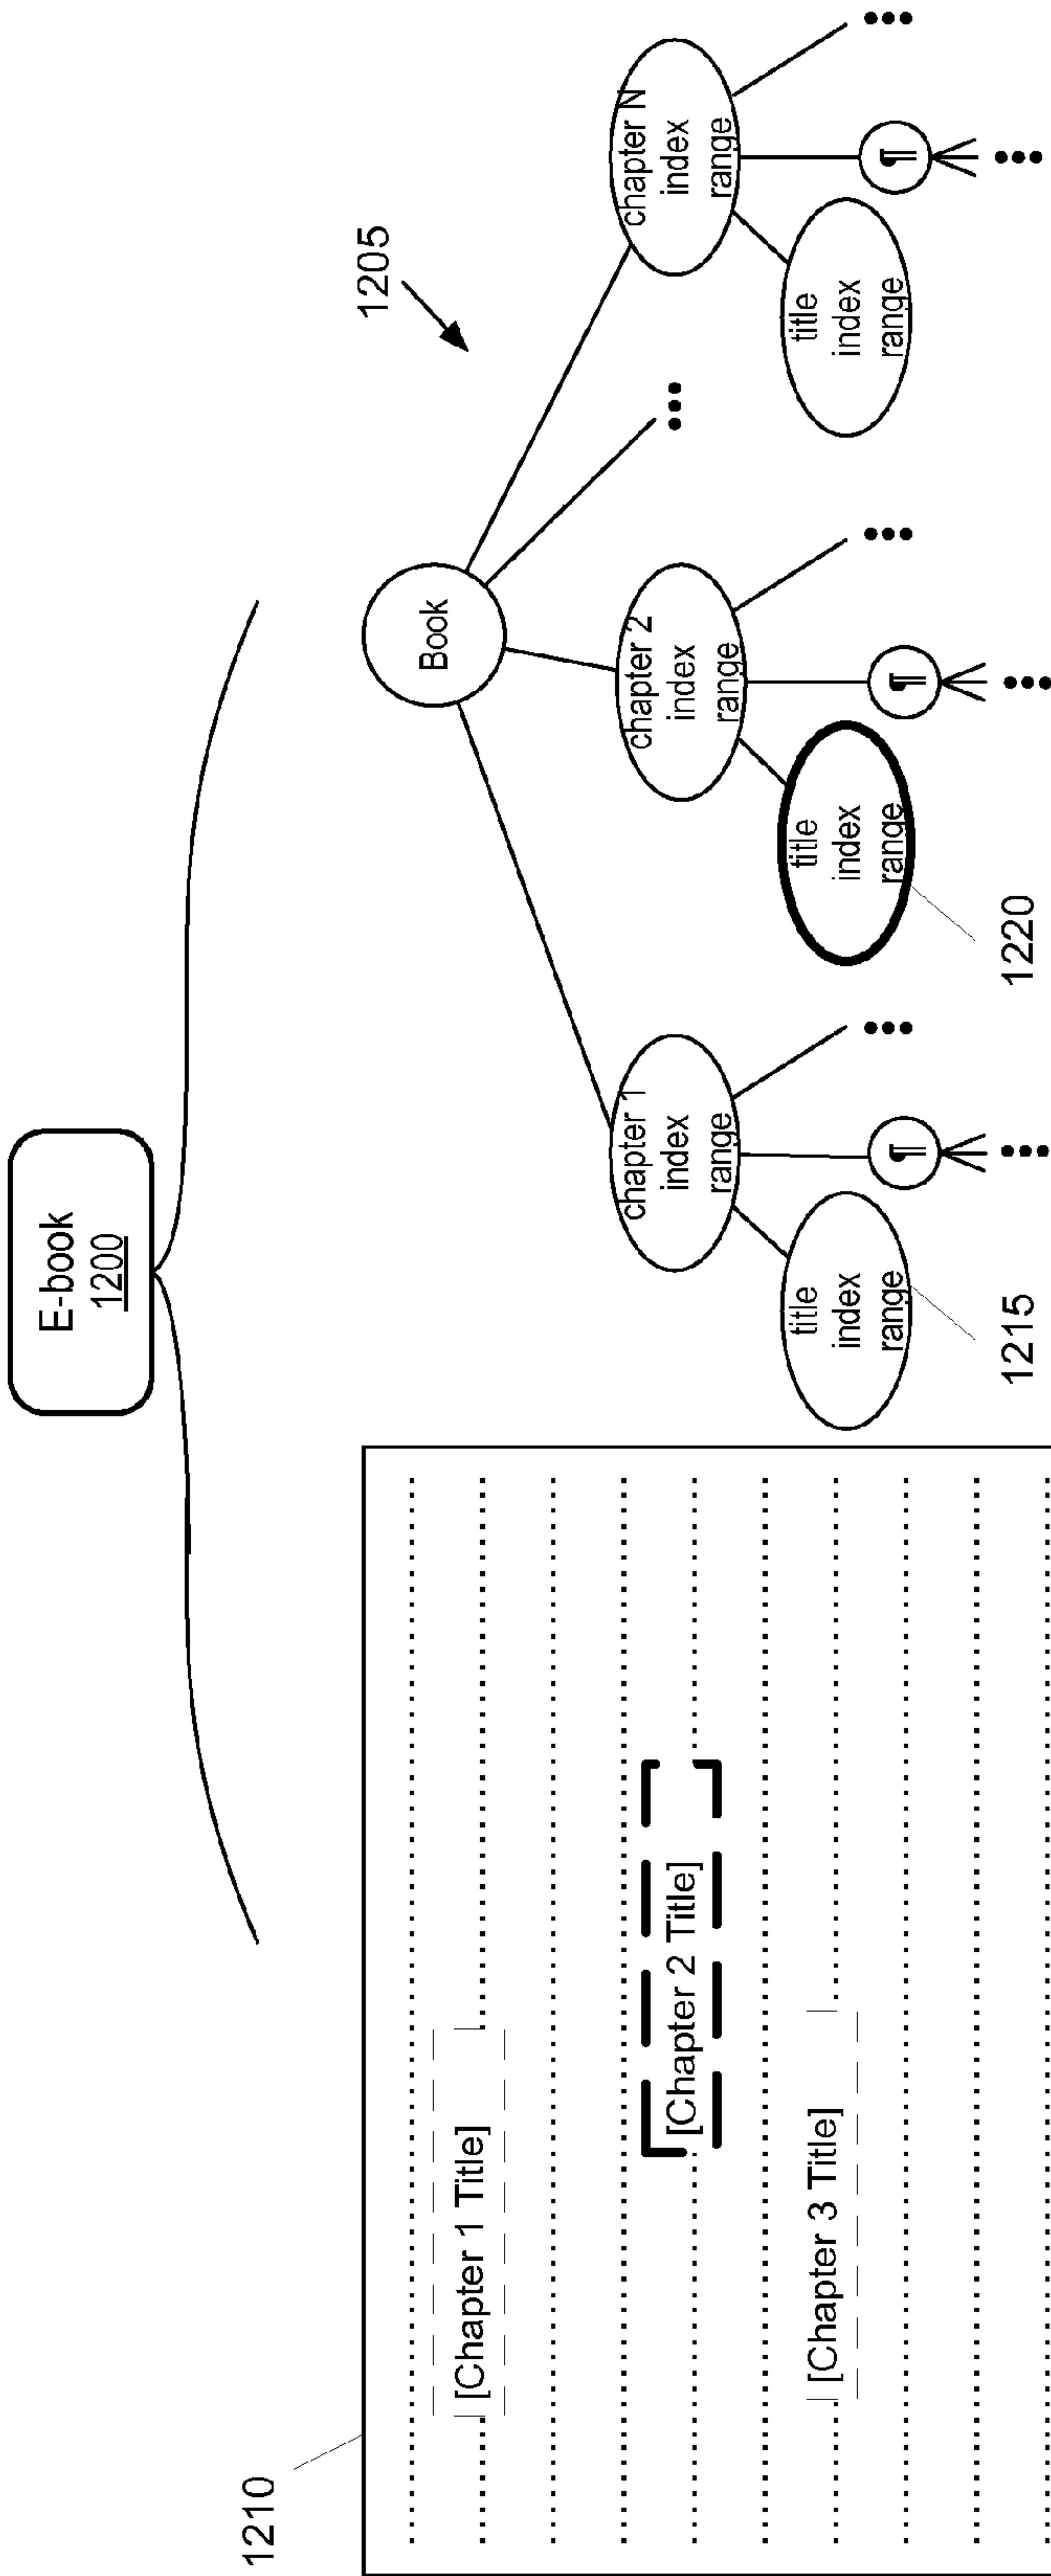 E-book
1200
1205
1210
Book
chapter 1
index
range
chapter 2
index
range
•••
chapter N
index
range
title
index
range
¶
•••
•••
title
index
range
¶
•••
•••
title
index
range
¶
•••
•••
1215
1220
[Chapter 1 Title]
[Chapter 2 Title]
[Chapter 3 Title]